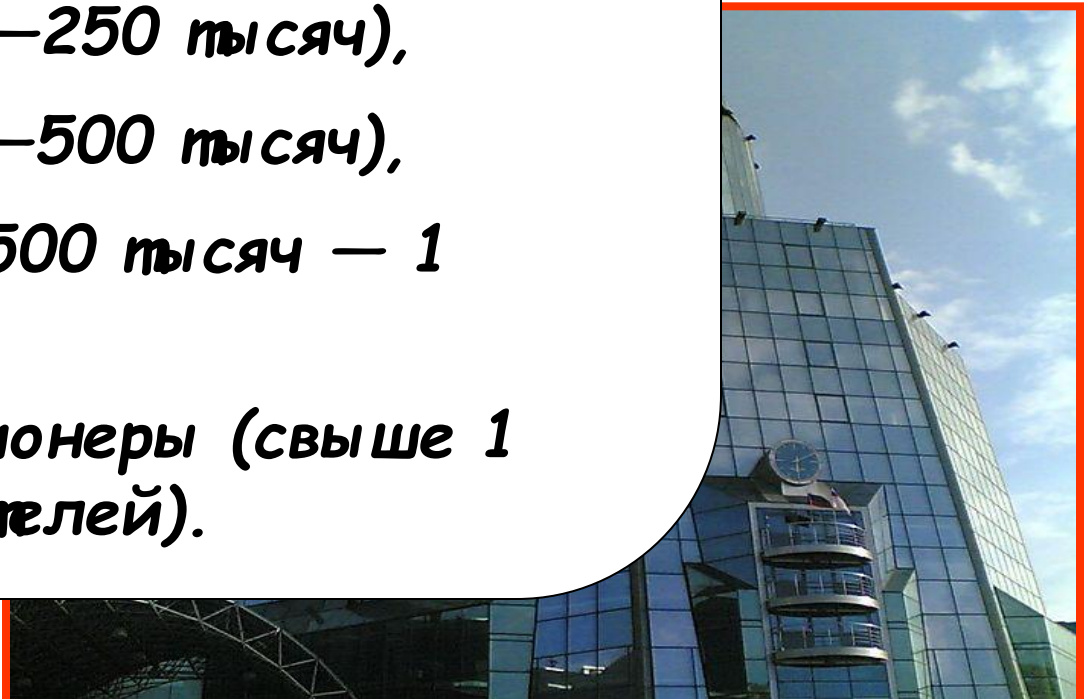 —250 тысяч),
—500 тысяч),
500 тысяч — 1
онеры (свыше 1
телей).